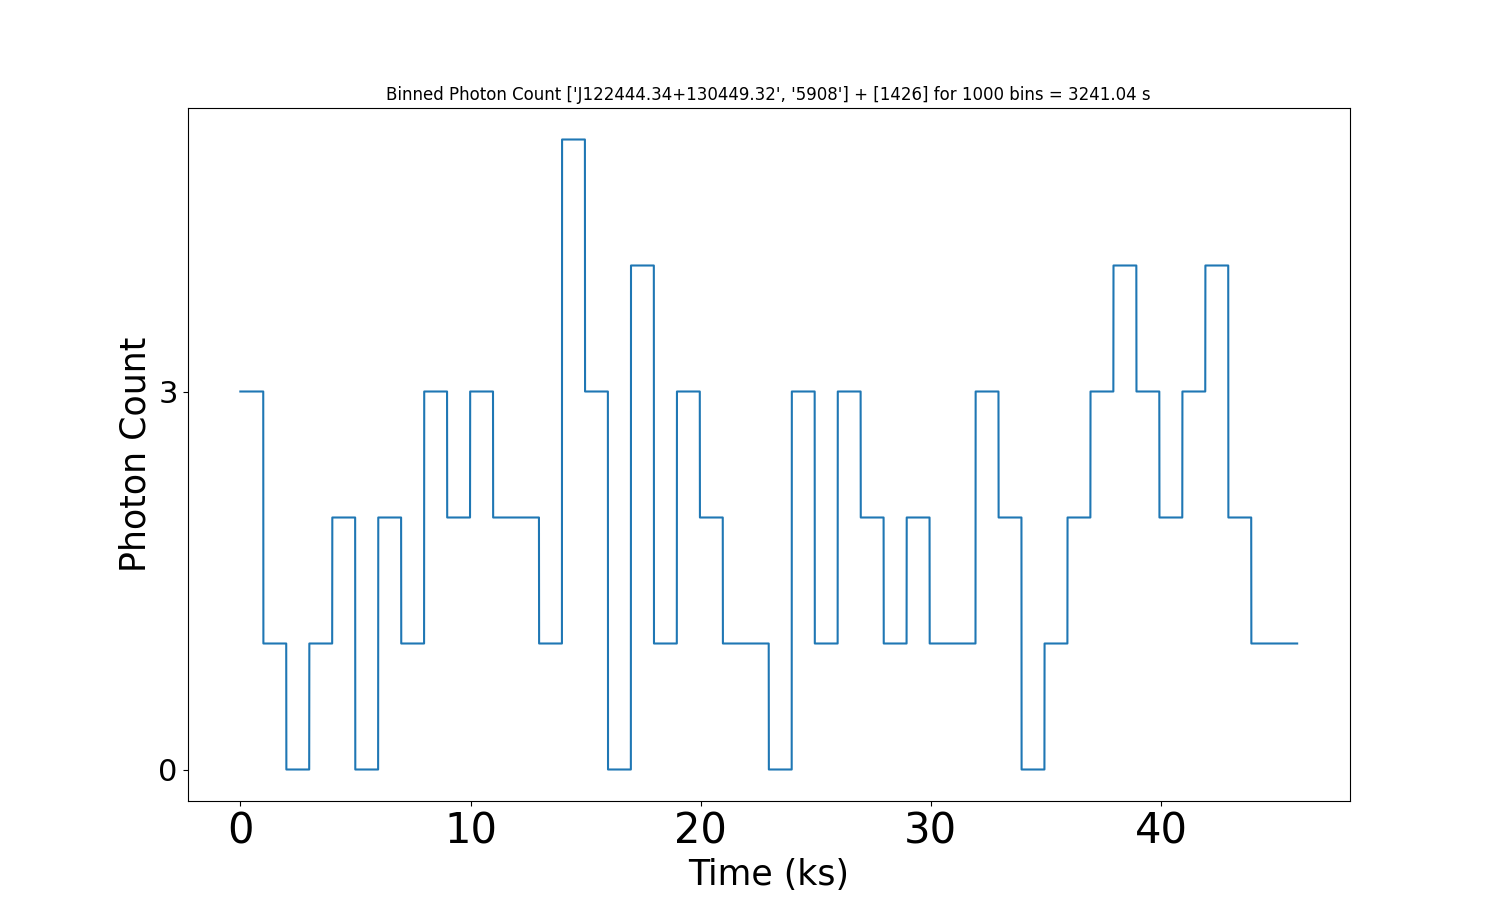 Binned Photon Count ['J122444.34+130449.32', '5908'] + [1426] for 1000 bins = 3241.04 s
Photon Count
3
0
0 10 20 30 40
Time (ks)